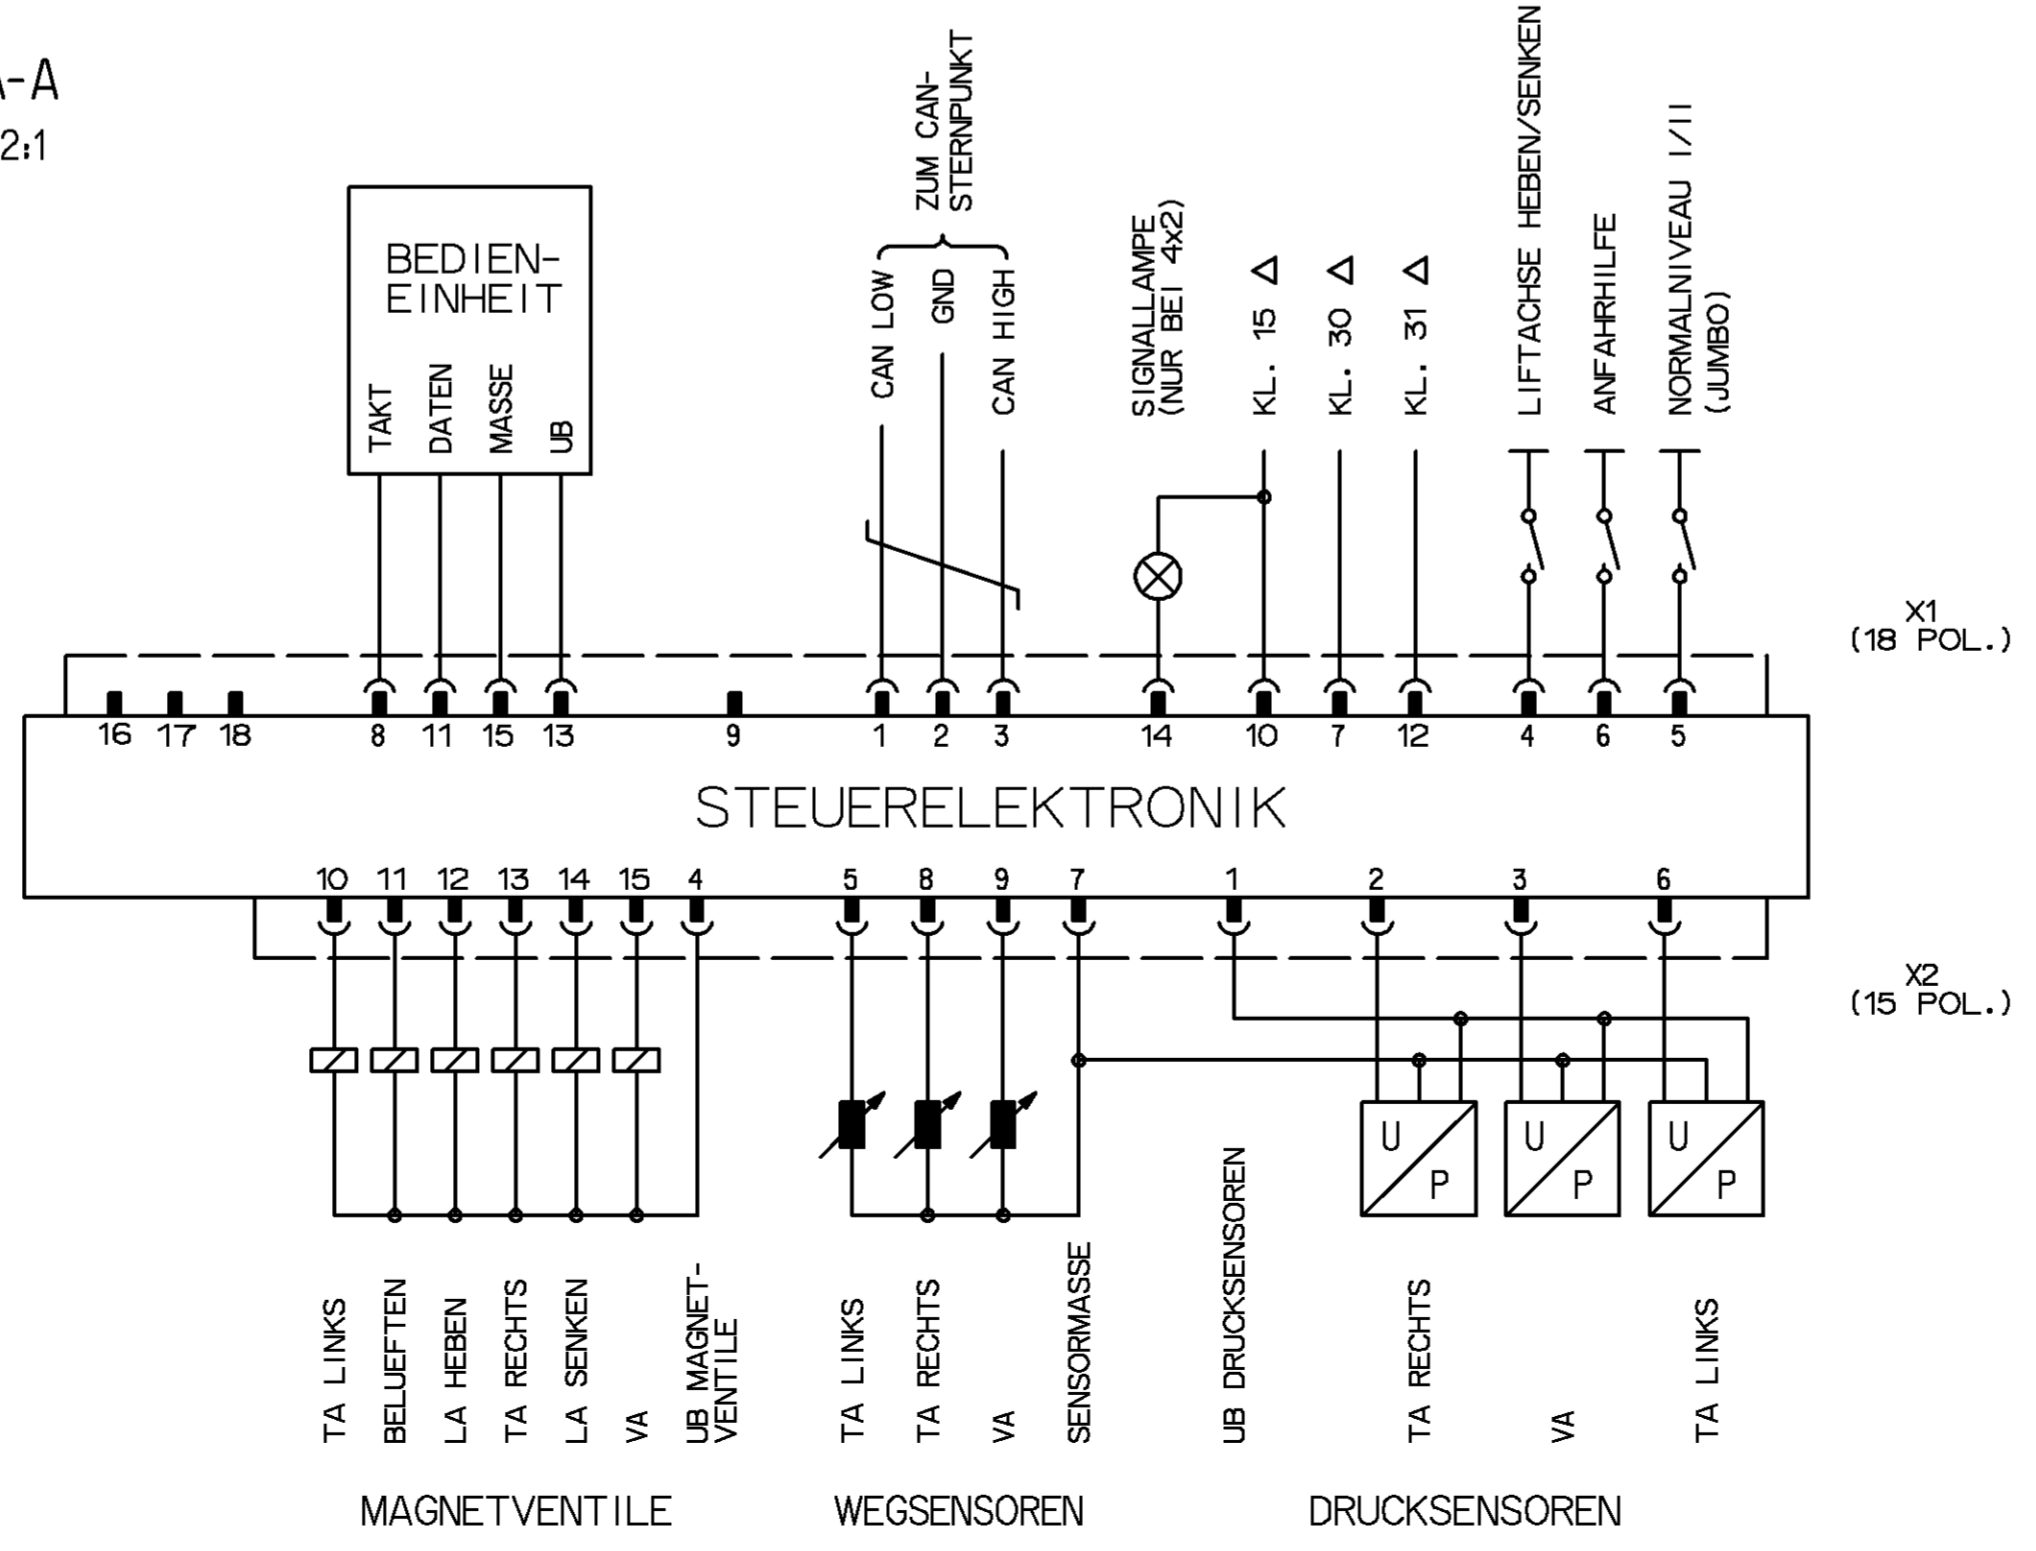 A-A
2:1
BEDIEN-
EINHEIT
TAKT
DATEN
MASSE
UB
ZUM CAN-
STERNPUNKT
CAN LOW
GND
CAN HIGH
SIGNALLAMPE
(NUR BEI 4x2)
KL. 15 Δ
KL. 30 Δ
KL. 31 Δ
LIFTACHSE HEBEN/SENKEN
ANFAHRHILFE
NORMALNIVEAU I/II
(JUMBO)
X1
(18 POL.)
16 17 18 8 11 15 13 9 1 2 3 14 10 7 12 4 6 5
STEUERELEKTRONIK
10 11 12 13 14 15 4 5 8 9 7 1 2 3 6
X2
(15 POL.)
U
P
U
P
U
P
TA LINKS
BELUEFTEN
LA HEBEN
TA RECHTS
LA SENKEN
VA
UB MAGNET-
VENTILE
TA LINKS
TA RECHTS
VA
SENSORMASSE
UB DRUCKSENSOREN
TA RECHTS
VA
TA LINKS
MAGNETVENTILE
WEGSENSOREN
DRUCKSENSOREN